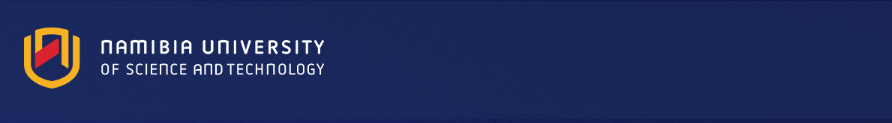 NAMIBIA UNIVERSITY
OF SCIENCE AND TECHNOLOGY